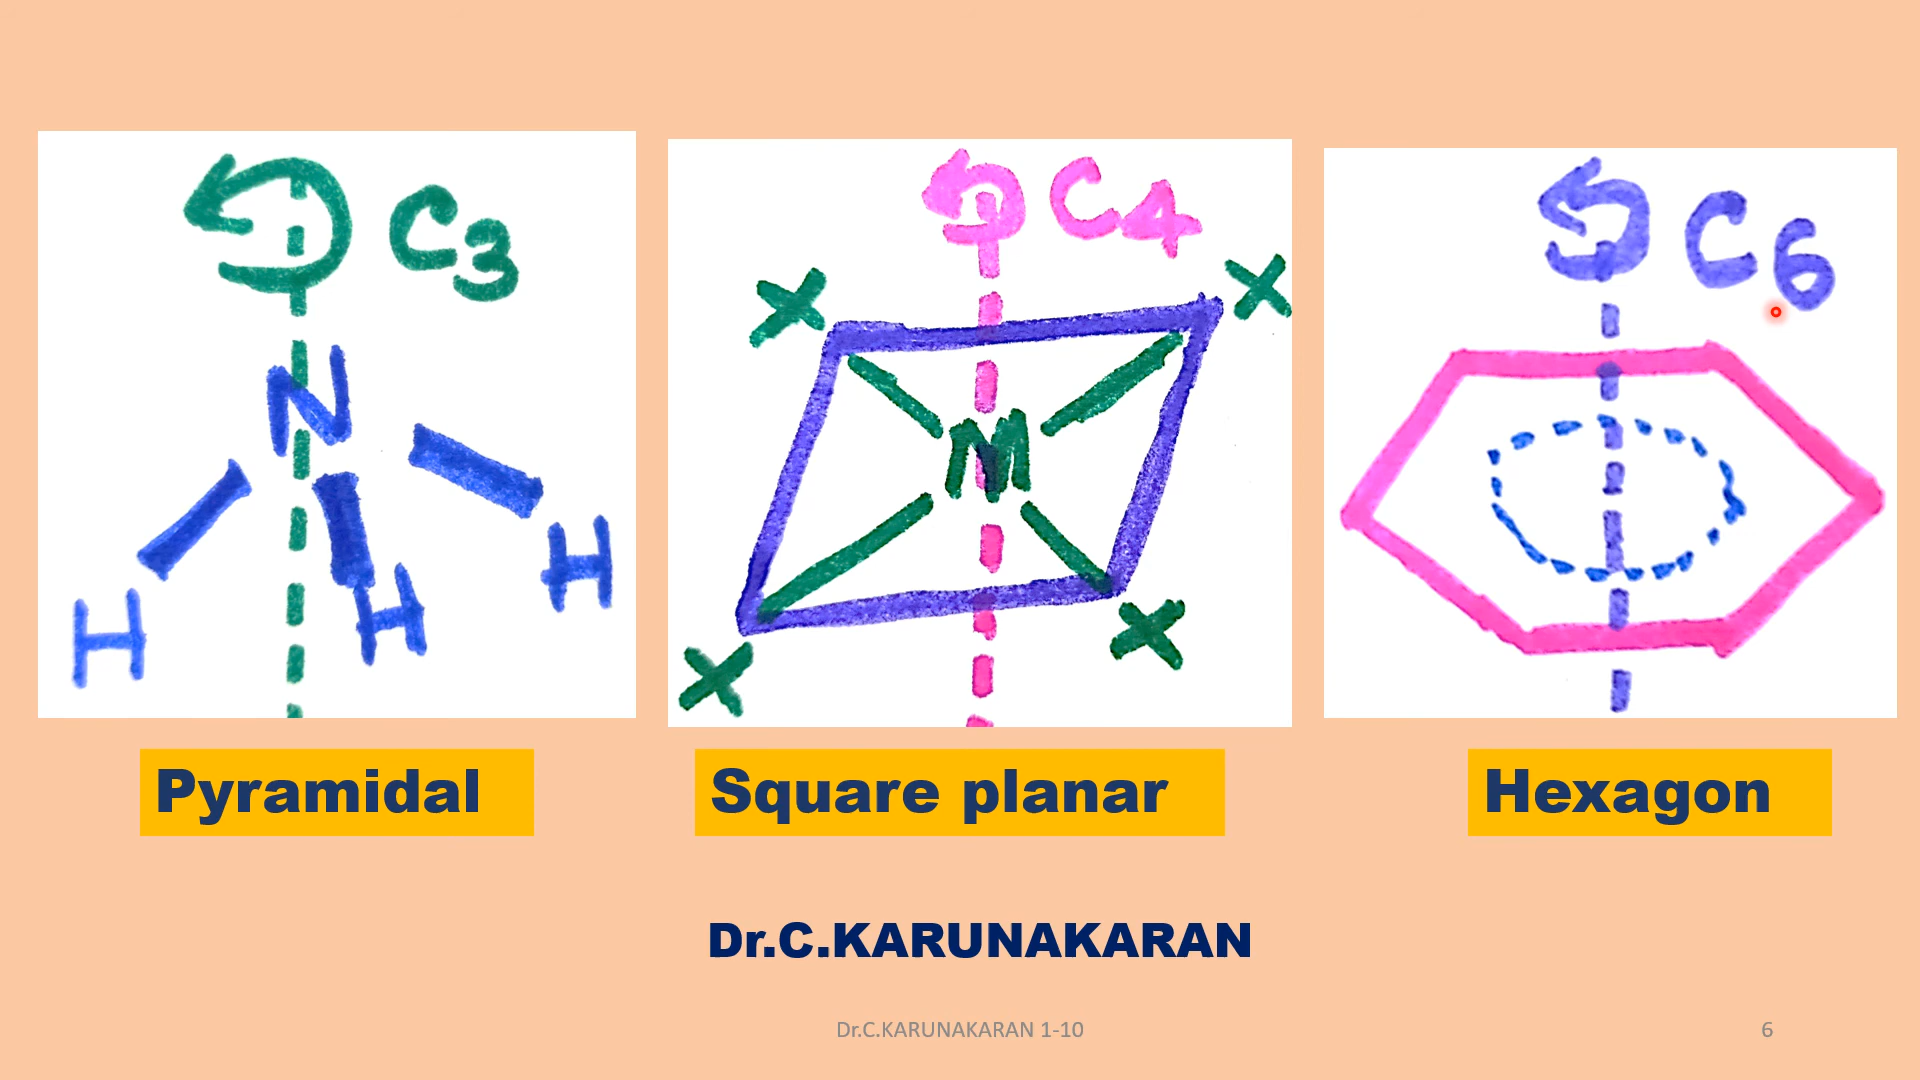 C3
N
H
H
H
C4
X
X
M
X
X
C6
Pyramidal
Square planar
Hexagon
Dr.C.KARUNAKARAN
Dr.C.KARUNAKARAN 1-10
6